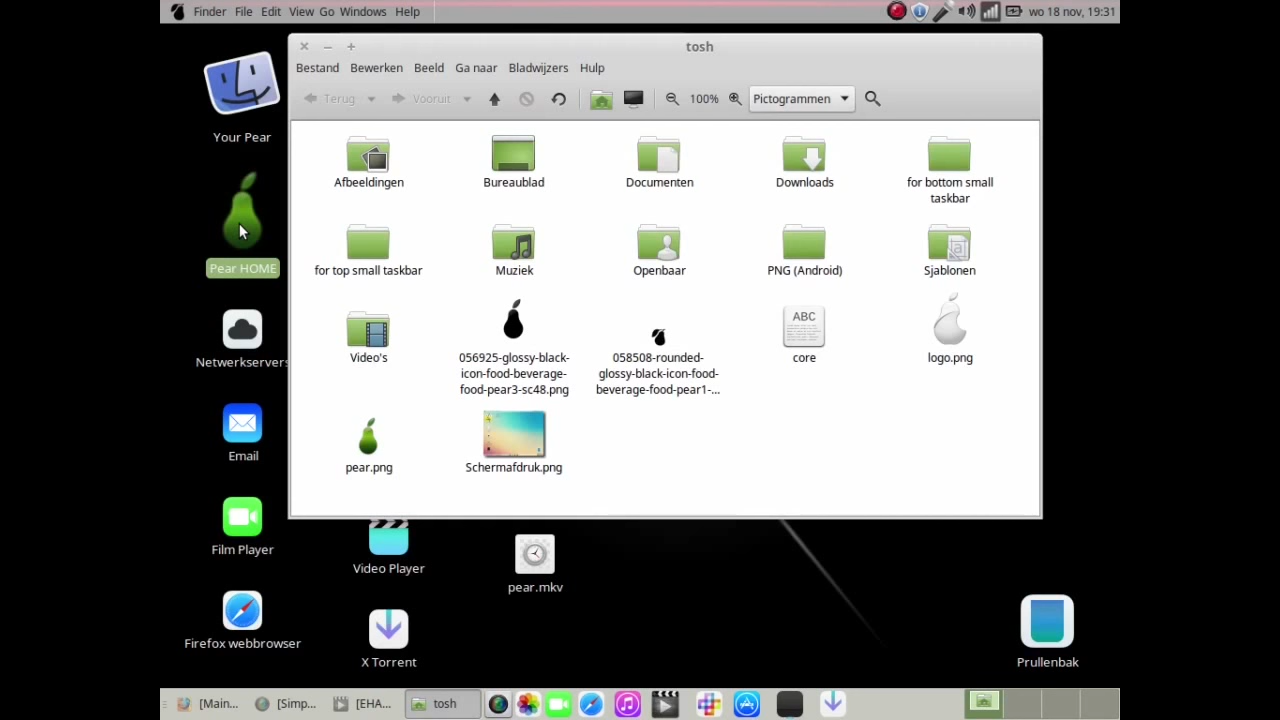 Finder File Edit View Go Windows Help wo 18 nov, 19:31
tosh
Bestand Bewerken Beeld Ga naar Bladwijzers Hulp
Terug Vooruit 100% Pictogrammen
Your Pear
Pear HOME
Netwerkservers
Email
Film Player
Firefox webbrowser
Afbeeldingen Bureaublad Documenten Downloads for bottom small
taskbar
for top small taskbar Muziek Openbaar PNG (Android) Sjablonen
ABC
Video's 056925-glossy-black-
icon-food-beverage-
food-pear3-sc48.png
058508-rounded-
glossy-black-icon-food-
beverage-food-pear1-...
core logo.png
pear.png Schermafdruk.png
Video Player
pear.mkv
X Torrent
Prullenbak
[Main... [Simp... [EHA... tosh